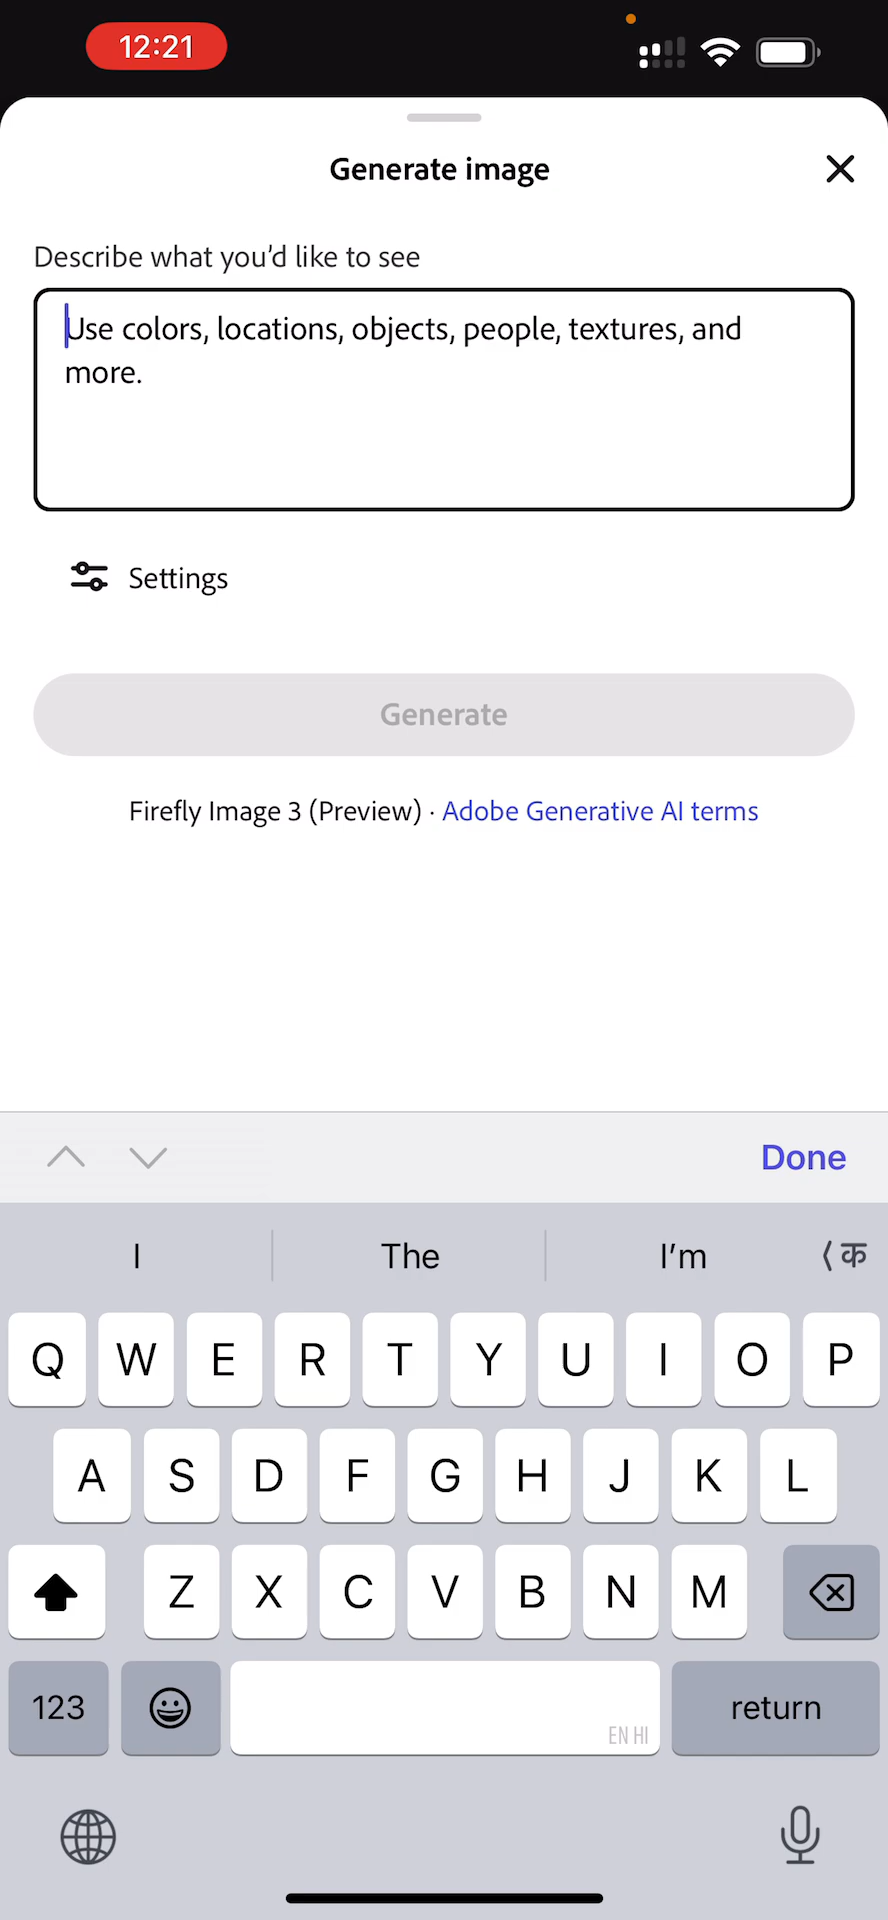 12:21
Generate image
Describe what you’d like to see
Use colors, locations, objects, people, textures, and
more.
Settings
Generate
Firefly Image 3 (Preview) · Adobe Generative AI terms
Done
I The I’m क
Q W E R T Y U I O P
A S D F G H J K L
Z X C V B N M
123 return
EN HI